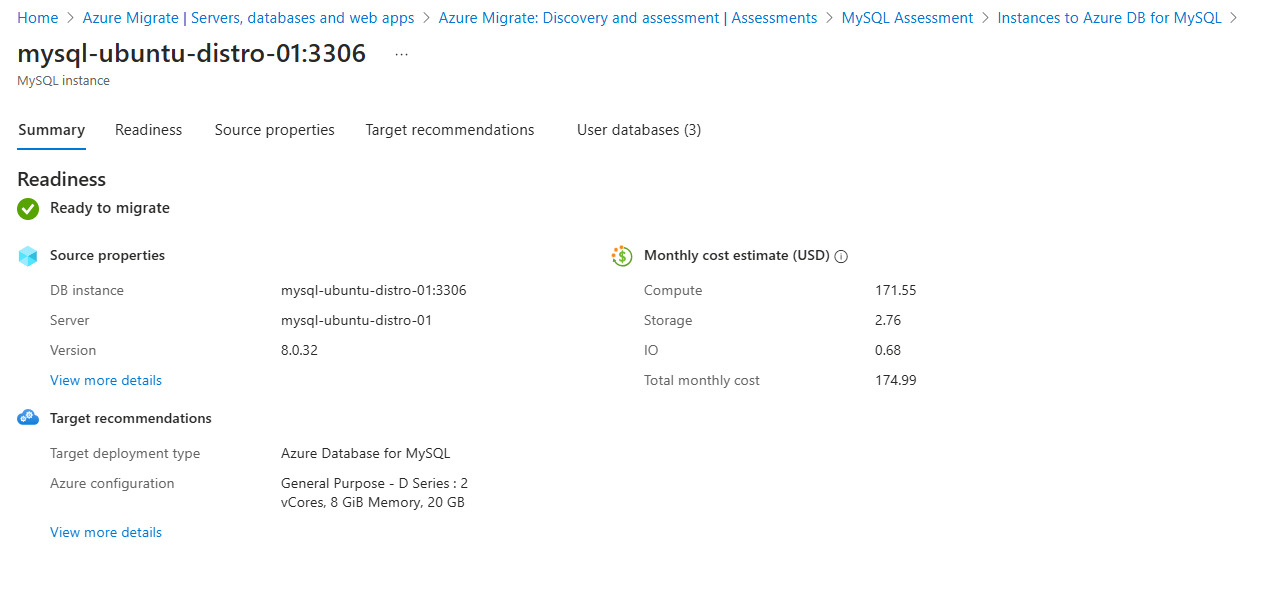 Home > Azure Migrate | Servers, databases and web apps > Azure Migrate: Discovery and assessment | Assessments > MySQL Assessment > Instances to Azure DB for MySQL >
mysql-ubuntu-distro-01:3306 ...
MySQL instance
Summary Readiness Source properties Target recommendations User databases (3)
Readiness
Ready to migrate
Source properties
DB instance mysql-ubuntu-distro-01:3306
Server mysql-ubuntu-distro-01
Version 8.0.32
View more details
Monthly cost estimate (USD)
Compute 171.55
Storage 2.76
IO 0.68
Total monthly cost 174.99
Target recommendations
Target deployment type Azure Database for MySQL
Azure configuration General Purpose - D Series : 2
vCores, 8 GiB Memory, 20 GB
View more details